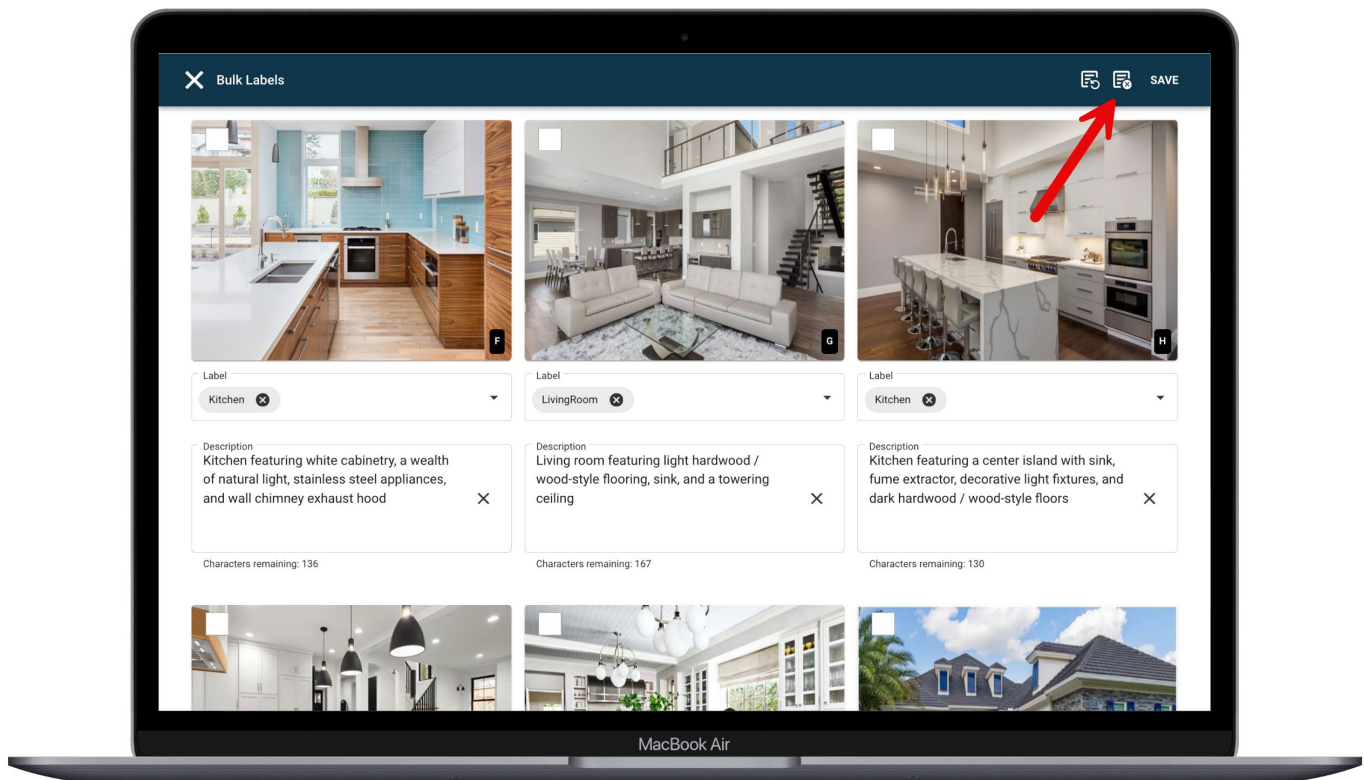 Bulk Labels
SAVE
F
G
H
Label
Kitchen
Label
LivingRoom
Label
Kitchen
Description
Kitchen featuring white cabinetry, a wealth
of natural light, stainless steel appliances,
and wall chimney exhaust hood
Characters remaining: 136
Description
Living room featuring light hardwood /
wood-style flooring, sink, and a towering
ceiling
Characters remaining: 167
Description
Kitchen featuring a center island with sink,
fume extractor, decorative light fixtures, and
dark hardwood / wood-style floors
Characters remaining: 130
MacBook Air